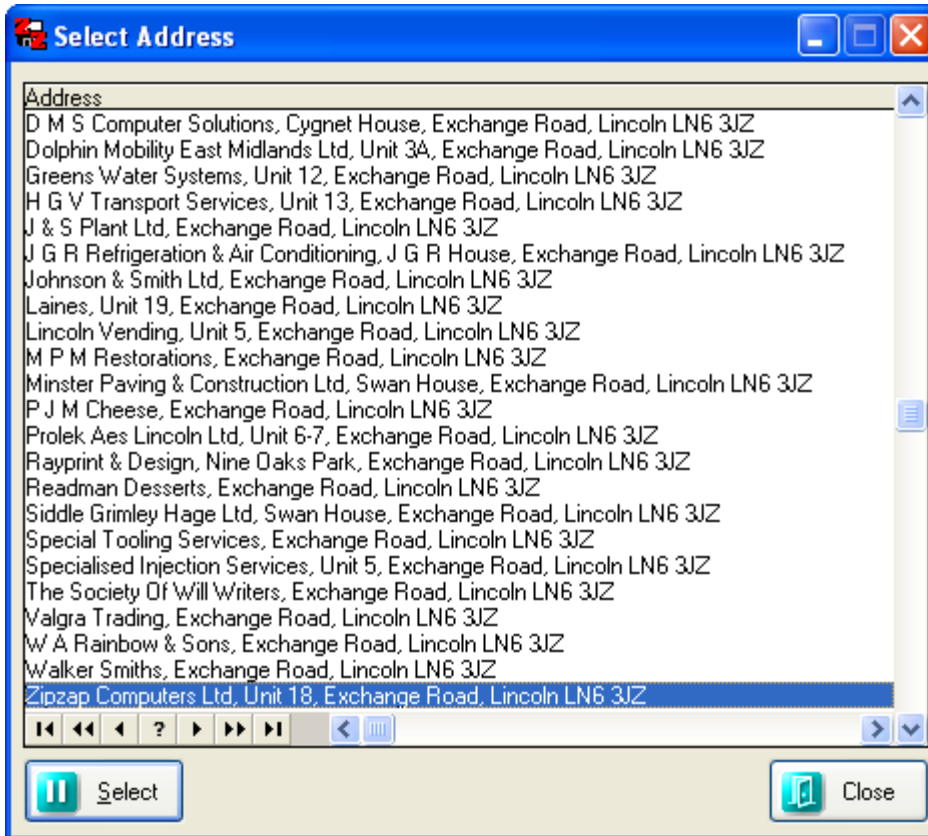 Select Address
Address
D M S Computer Solutions, Cygnet House, Exchange Road, Lincoln LN6 3JZ
Dolphin Mobility East Midlands Ltd, Unit 3A, Exchange Road, Lincoln LN6 3JZ
Greens Water Systems, Unit 12, Exchange Road, Lincoln LN6 3JZ
H G V Transport Services, Unit 13, Exchange Road, Lincoln LN6 3JZ
J & S Plant Ltd, Exchange Road, Lincoln LN6 3JZ
J G R Refrigeration & Air Conditioning, J G R House, Exchange Road, Lincoln LN6 3JZ
Johnson & Smith Ltd, Exchange Road, Lincoln LN6 3JZ
Laines, Unit 19, Exchange Road, Lincoln LN6 3JZ
Lincoln Vending, Unit 5, Exchange Road, Lincoln LN6 3JZ
M P M Restorations, Exchange Road, Lincoln LN6 3JZ
Minster Paving & Construction Ltd, Swan House, Exchange Road, Lincoln LN6 3JZ
P J M Cheese, Exchange Road, Lincoln LN6 3JZ
Prolek Aes Lincoln Ltd, Unit 6-7, Exchange Road, Lincoln LN6 3JZ
Rayprint & Design, Nine Oaks Park, Exchange Road, Lincoln LN6 3JZ
Readman Desserts, Exchange Road, Lincoln LN6 3JZ
Siddle Grimley Hage Ltd, Swan House, Exchange Road, Lincoln LN6 3JZ
Special Tooling Services, Exchange Road, Lincoln LN6 3JZ
Specialised Injection Services, Unit 5, Exchange Road, Lincoln LN6 3JZ
The Society Of Will Writers, Exchange Road, Lincoln LN6 3JZ
Valgra Trading, Exchange Road, Lincoln LN6 3JZ
W A Rainbow & Sons, Exchange Road, Lincoln LN6 3JZ
Walker Smiths, Exchange Road, Lincoln LN6 3JZ
Zipzap Computers Ltd, Unit 18, Exchange Road, Lincoln LN6 3JZ
?
Select Close